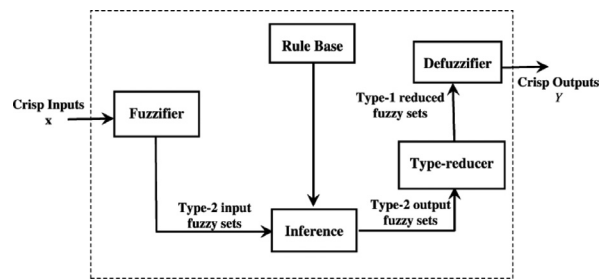 Rule Base
Defuzzifier
Crisp Outputs
Y
Type-1 reduced
fuzzy sets
Crisp Inputs
x
Fuzzifier
Type-reducer
Type-2 input
fuzzy sets
Inference
Type-2 output
fuzzy sets